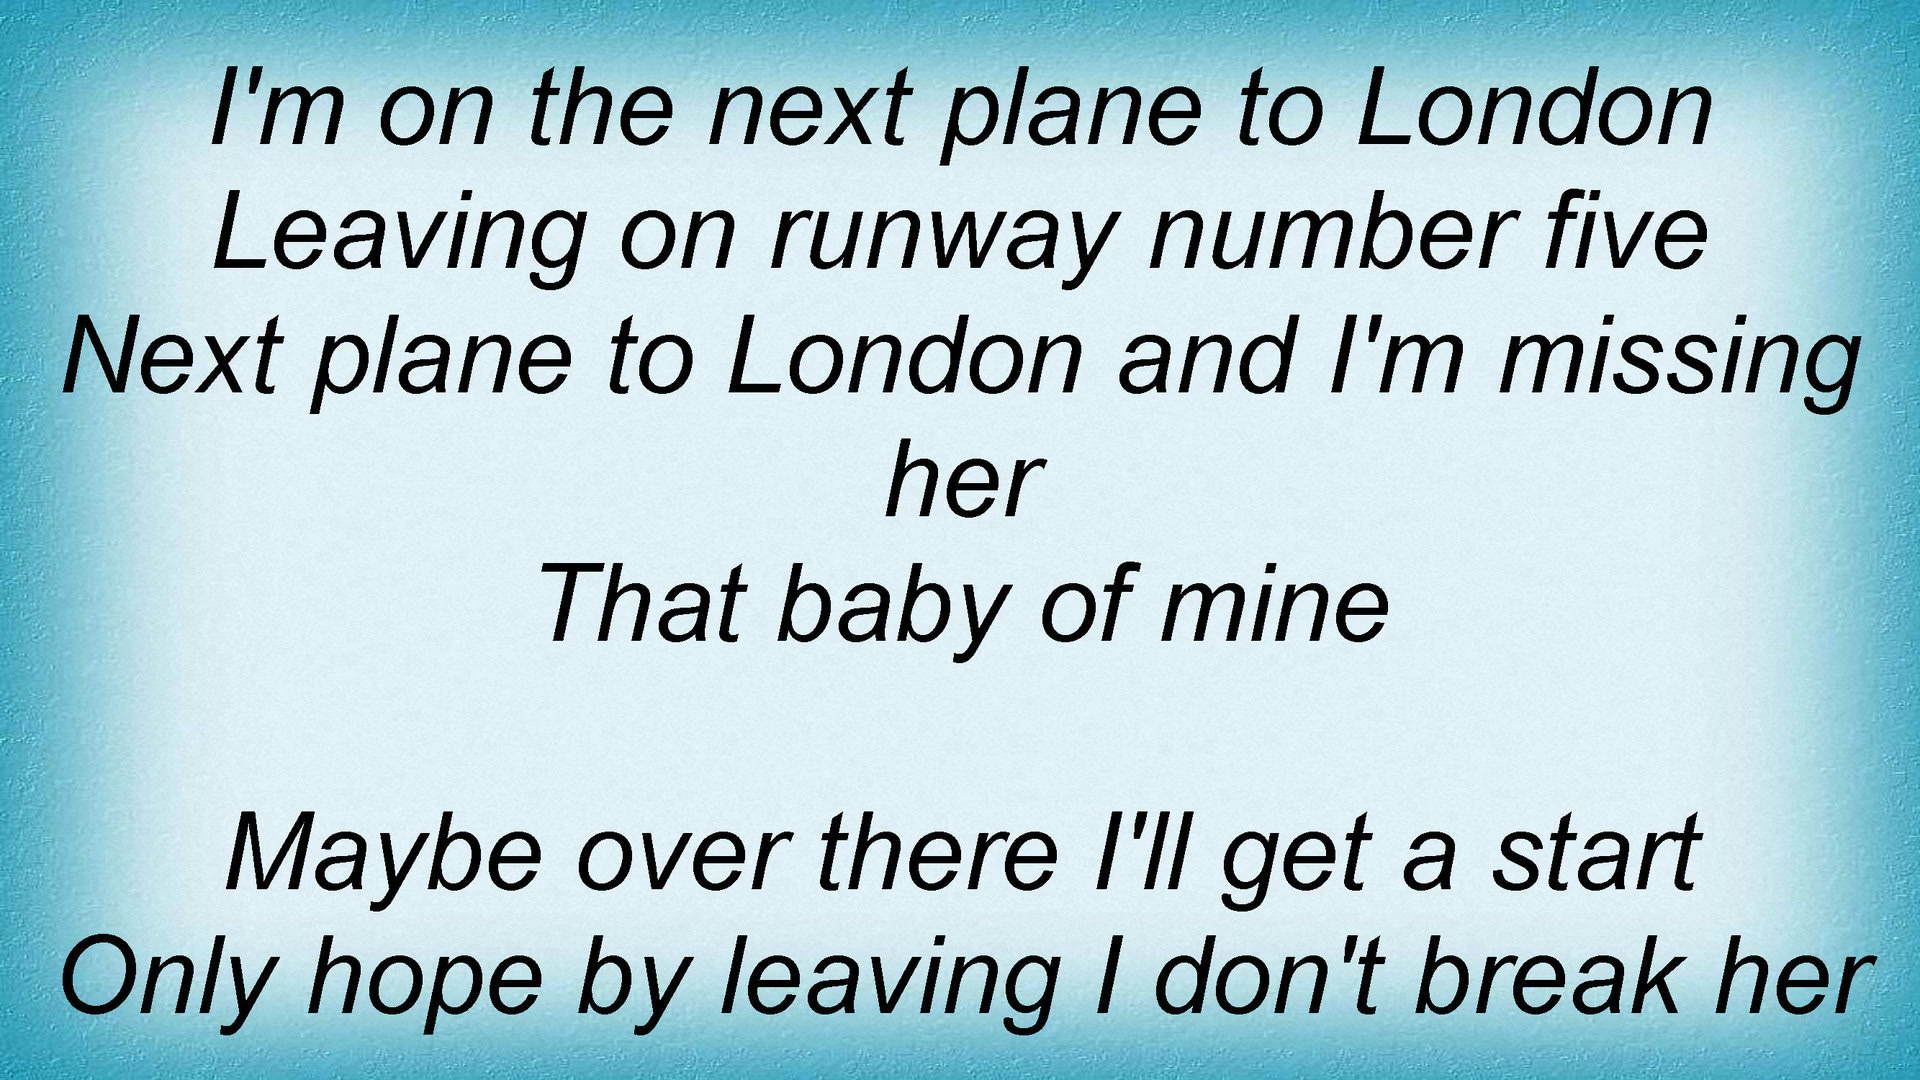 I'm on the next plane to London
Leaving on runway number five
Next plane to London and I'm missing
her
That baby of mine
Maybe over there I'll get a start
Only hope by leaving I don't break her